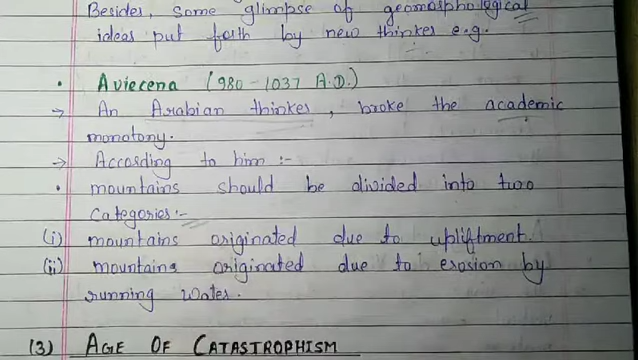 Besides, some glimpse of geomorphological
ideas put forth by new thinker e.g.
• Aviecena (980-1037 A.D.)
→ An Arabian thinker, broke the academic
monotony.
→ According to him :-
• mountains should be divided into two
categories:-
(i) mountains originated due to upliftment.
(ii) mountains originated due to erosion by
running water.
(3) AGE OF CATASTROPHISM